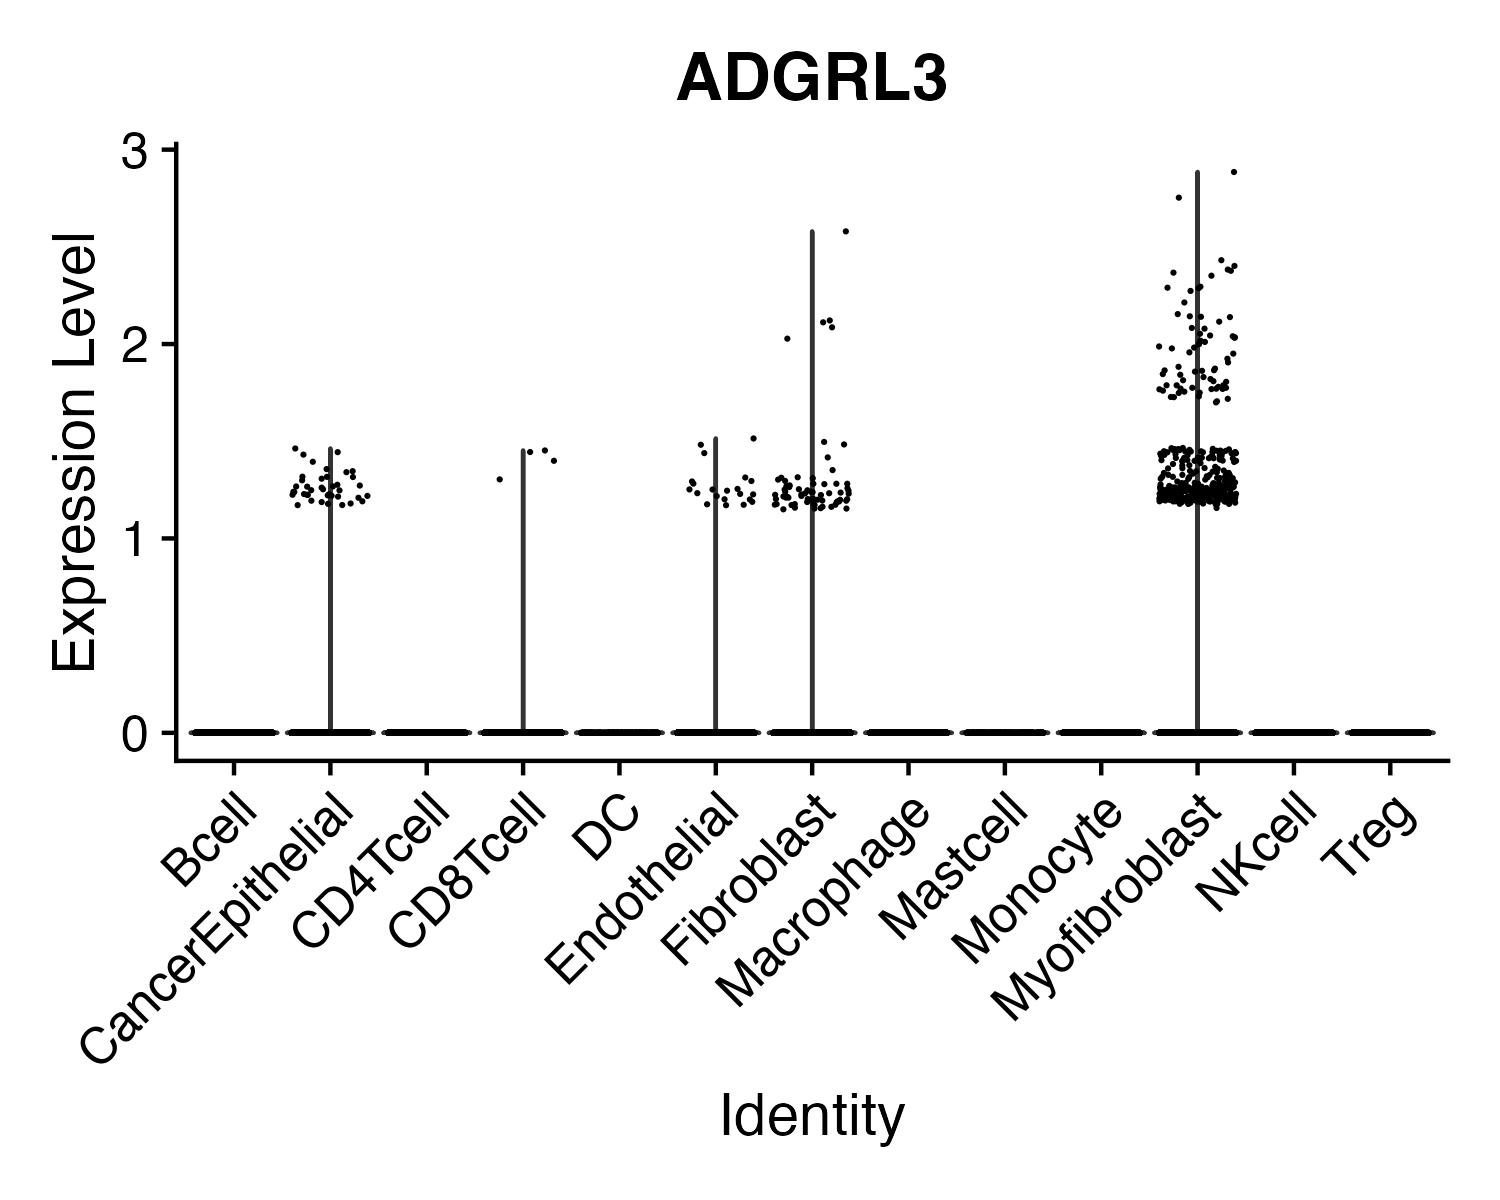 ADGRL3
Expression Level
3
2
1
0
Bcell
CancerEpithelial
CD4Tcell
CD8Tcell
DC
Endothelial
Fibroblast
Macrophage
Mastcell
Monocyte
Myofibroblast
NKcell
Treg
Identity